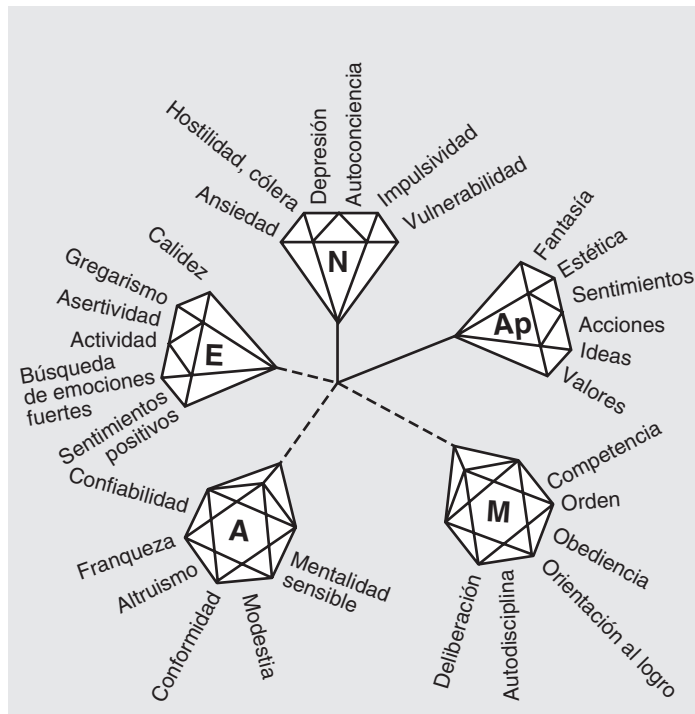 Hostilidad, cólera
Depresión
Autoconciencia
Impulsividad
Ansiedad
Vulnerabilidad
N
Fantasía
Estética
Sentimientos
Acciones
Ideas
Valores
Ap
Calidez
Gregarismo
Asertividad
Actividad
Búsqueda
de emociones
fuertes
Sentimientos
positivos
E
Confiabilidad
Franqueza
Altruismo
Conformidad
Modestia
Mentalidad
sensible
A
Competencia
Orden
Obediencia
Orientación al logro
Autodisciplina
Deliberación
M